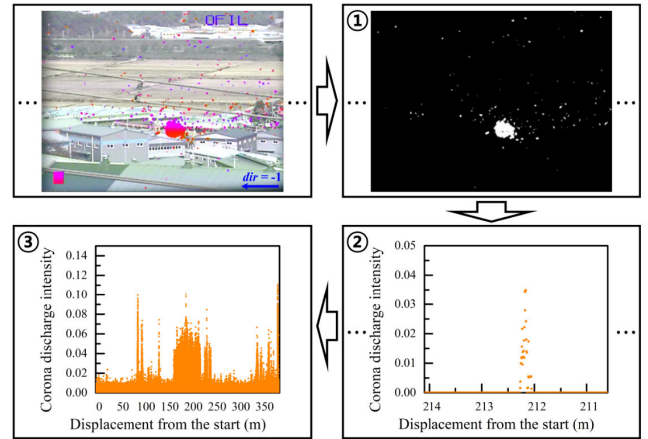 OFIL
dir = -1
...
...
①
...
...
③
Corona discharge intensity
0.14
0.12
0.10
0.08
0.06
0.04
0.02
0.00
0 50 100 150 200 250 300 350
Displacement from the start (m)
②
Corona discharge intensity
0.05
0.04
0.03
0.02
0.01
0.00
214 213 212 211
Displacement from the start (m)
...
...